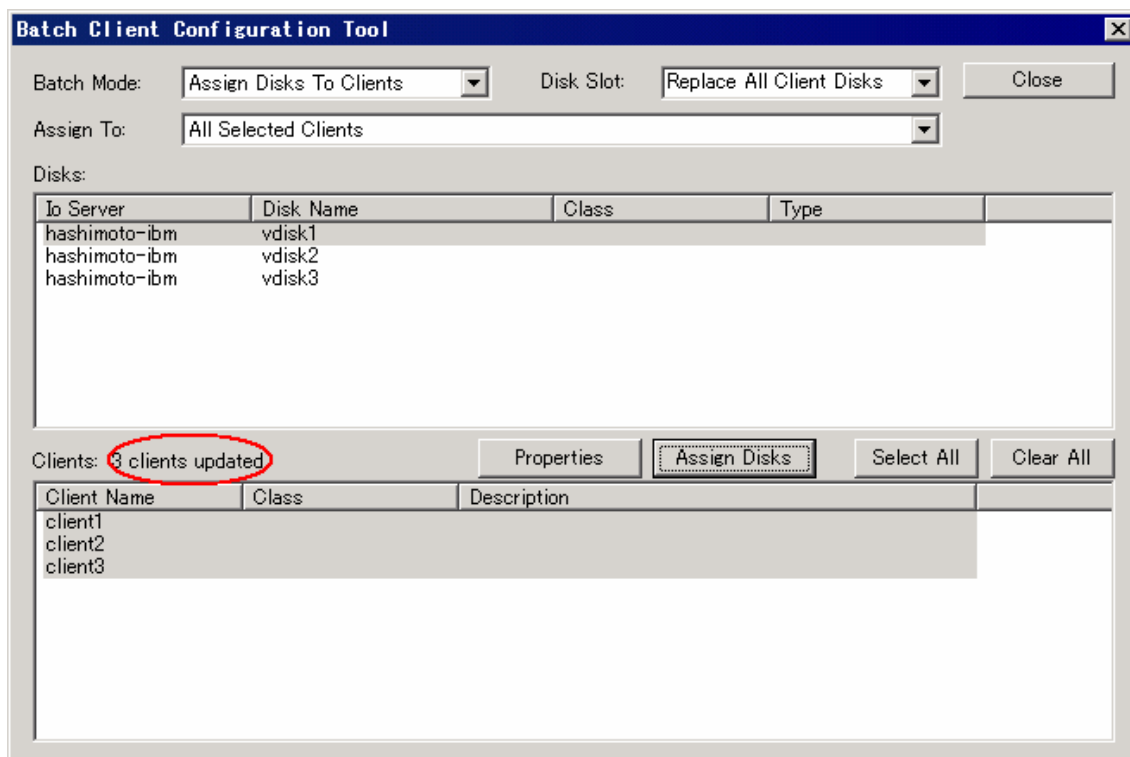 Batch Client Configuration Tool
Batch Mode: Assign Disks To Clients Disk Slot: Replace All Client Disks Close
Assign To: All Selected Clients
Disks:
Io Server Disk Name Class Type
hashimoto-ibm vdisk1
hashimoto-ibm vdisk2
hashimoto-ibm vdisk3
Clients: 3 clients updated Properties Assign Disks Select All Clear All
Client Name Class Description
client1
client2
client3